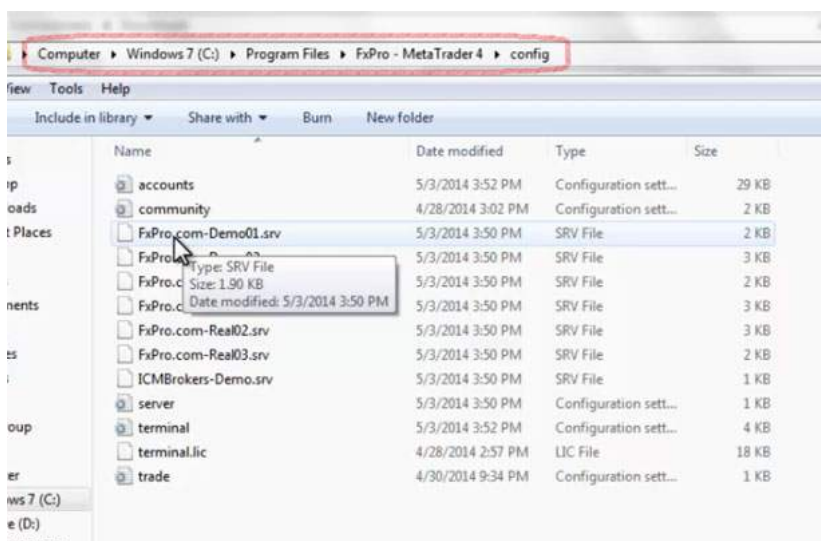 Computer ▸ Windows 7 (C:) ▸ Program Files ▸ FxPro - MetaTrader 4 ▸ config
View Tools Help
Include in library Share with Burn New folder
Name Date modified Type Size
accounts 5/3/2014 3:52 PM Configuration sett... 29 KB
community 4/28/2014 3:02 PM Configuration sett... 2 KB
t Places FxPro.com-Demo01.srv 5/3/2014 3:50 PM SRV File 2 KB
FxPro 5/3/2014 3:50 PM SRV File 3 KB
Type: SRV File
FxPro.c 5/3/2014 3:50 PM SRV File 2 KB
Size: 1.90 KB
ments FxPro.c 5/3/2014 3:50 PM SRV File 3 KB
Date modified: 5/3/2014 3:50 PM
FxPro.com-Real02.srv 5/3/2014 3:50 PM SRV File 3 KB
es FxPro.com-Real03.srv 5/3/2014 3:50 PM SRV File 2 KB
ICMBrokers-Demo.srv 5/3/2014 3:50 PM SRV File 1 KB
server 5/3/2014 3:50 PM Configuration sett... 1 KB
oup terminal 5/3/2014 3:52 PM Configuration sett... 4 KB
terminal.lic 4/28/2014 2:57 PM LIC File 18 KB
er trade 4/30/2014 9:34 PM Configuration sett... 1 KB
ows 7 (C:)
e (D:)